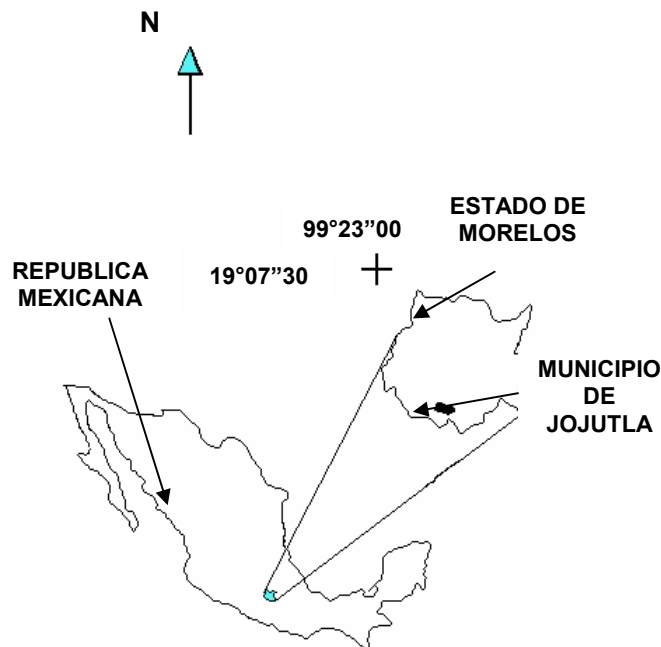 N
99°23”00
19°07”30
ESTADO DE
MORELOS
REPUBLICA
MEXICANA
MUNICIPIO
DE
JOJUTLA